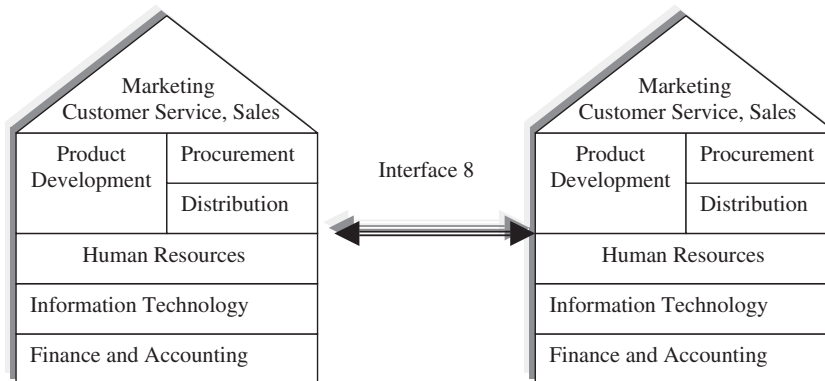 Marketing
Customer Service, Sales
Product
Development
Procurement
Distribution
Human Resources
Information Technology
Finance and Accounting
Interface 8
Marketing
Customer Service, Sales
Product
Development
Procurement
Distribution
Human Resources
Information Technology
Finance and Accounting